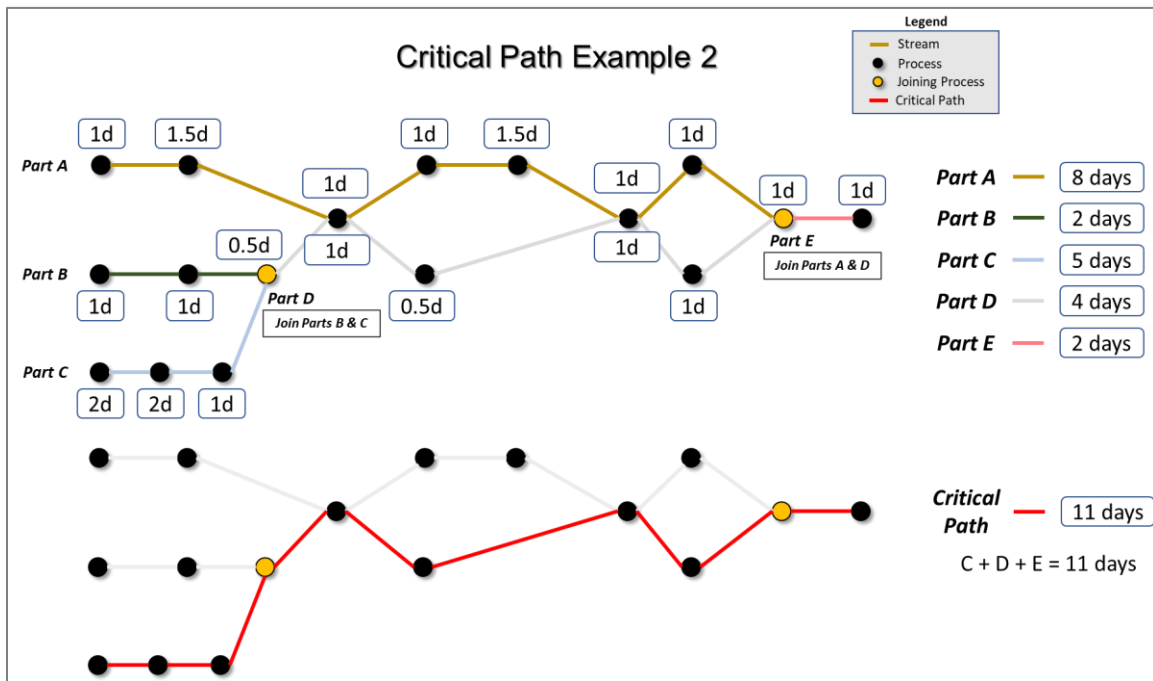 Legend
Stream
Process
Joining Process
Critical Path
Critical Path Example 2
1d
1.5d
1d
1.5d
1d
Part A
1d
1d
1d
1d
Part A
8 days
1d
1d
Part B
2 days
0.5d
Part E
Join Parts A & D
Part B
Part C
5 days
1d
1d
Part D
0.5d
1d
Part D
4 days
Join Parts B & C
Part E
2 days
Part C
2d
2d
1d
Critical
Path
11 days
C + D + E = 11 days